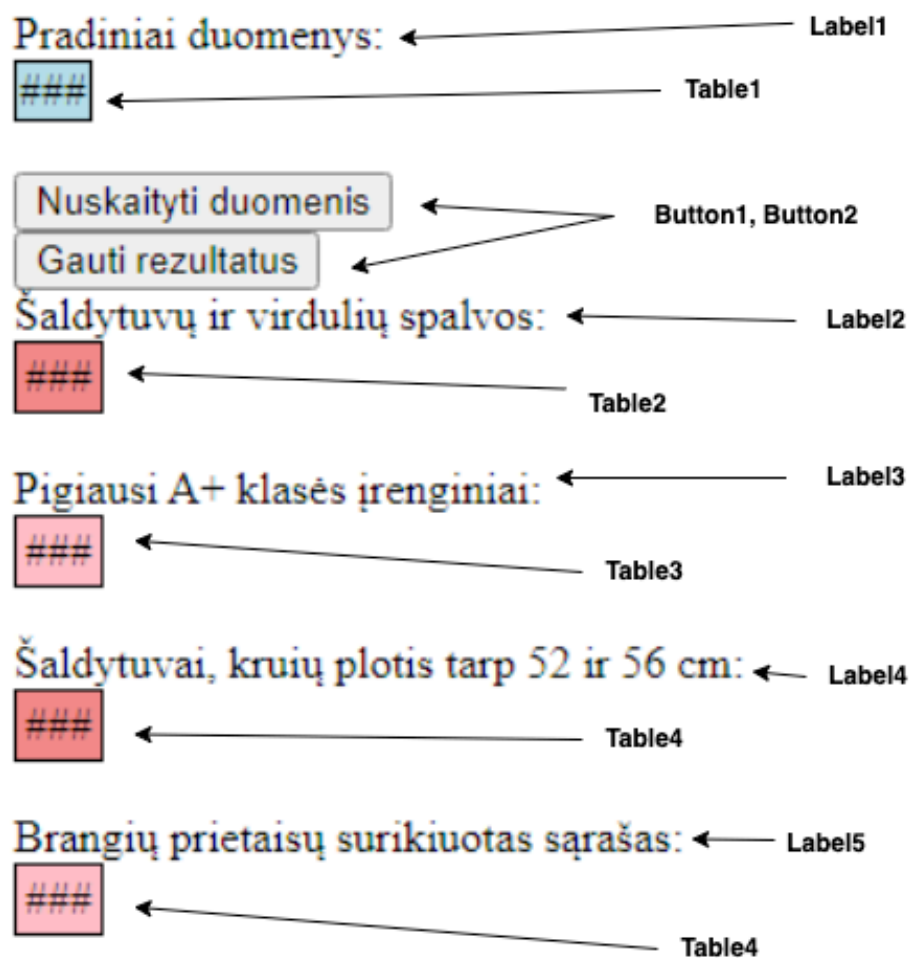 Pradiniai duomenys:
Label1
###
Table1
Nuskaityti duomenis
Button1, Button2
Gauti rezultatus
Šaldytuvų ir virdulių spalvos:
Label2
###
Table2
Pigiausi A+ klasės įrenginiai:
Label3
###
Table3
Šaldytuvai, kruių plotis tarp 52 ir 56 cm:
Label4
###
Table4
Brangių prietaisų surikiuotas sąrašas:
Label5
###
Table4